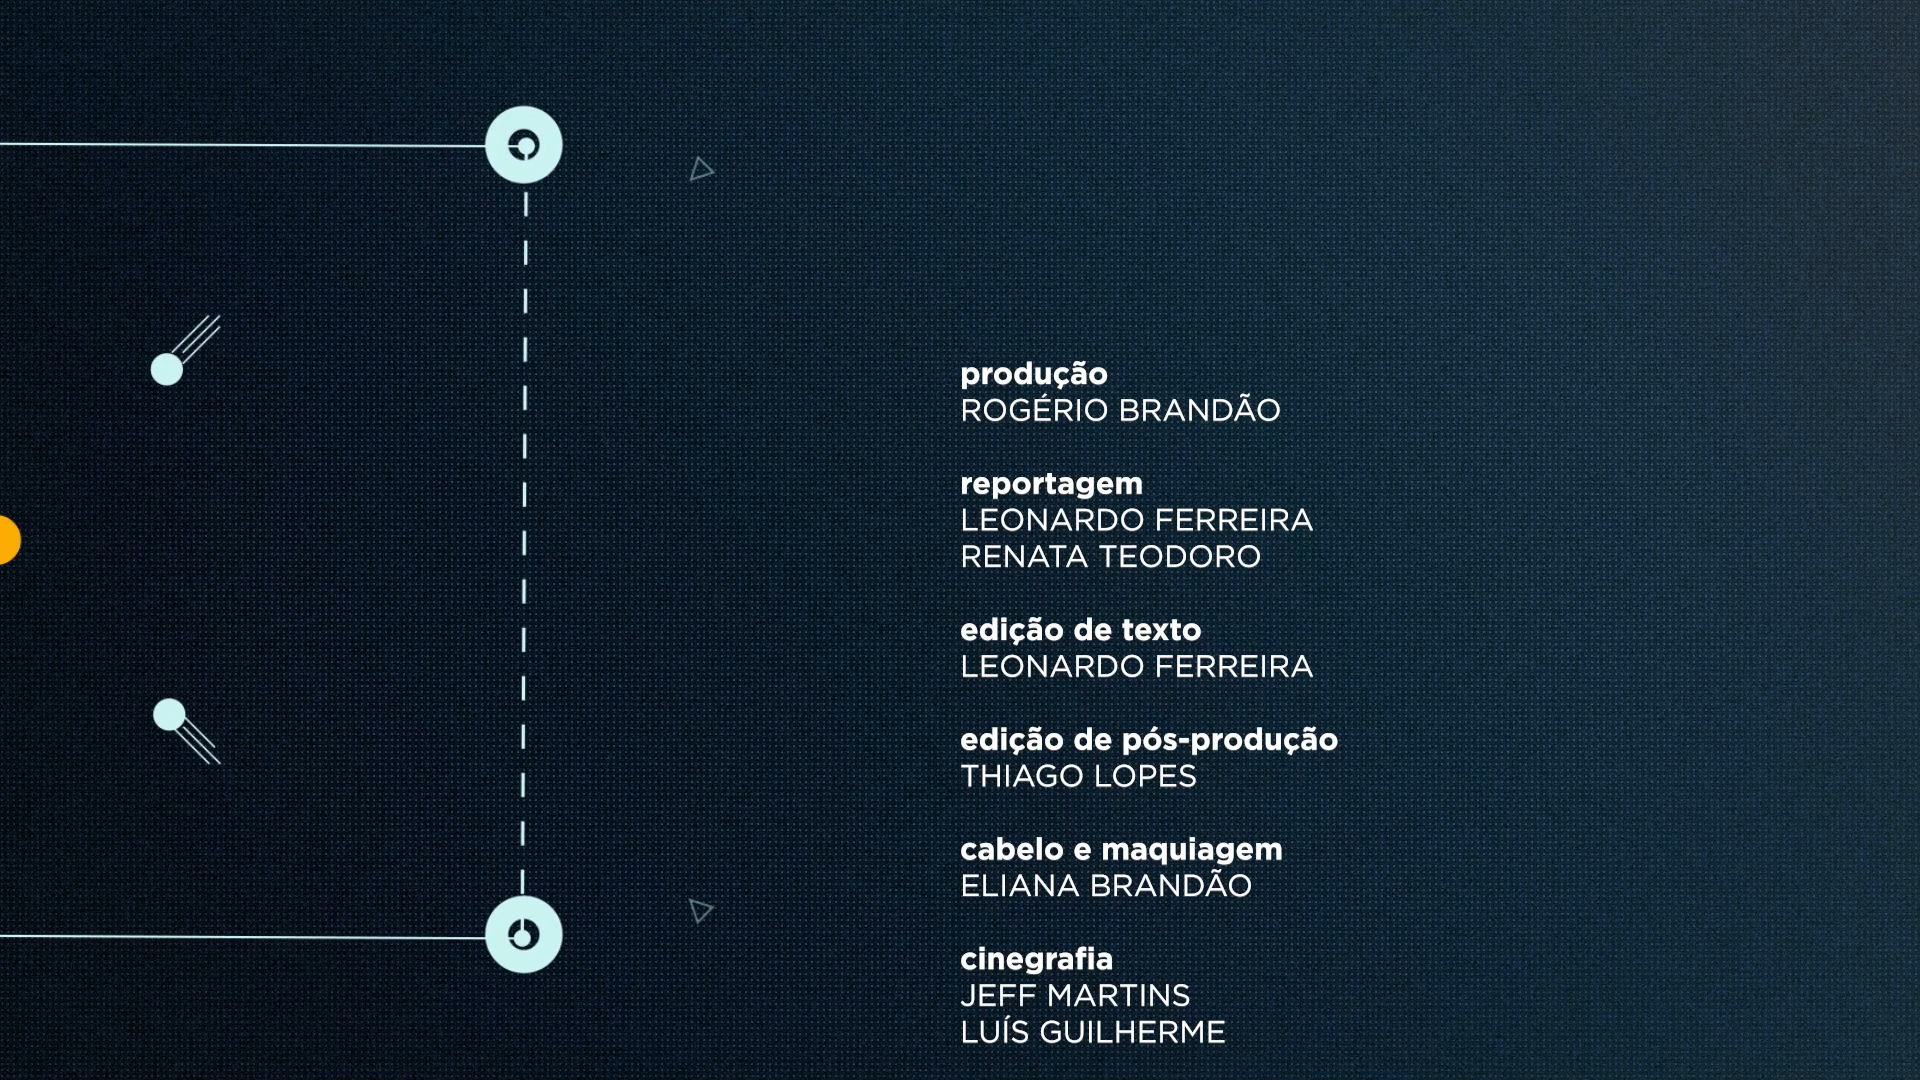 produção
ROGÉRIO BRANDÃO
reportagem
LEONARDO FERREIRA
RENATA TEODORO
edição de texto
LEONARDO FERREIRA
edição de pós-produção
THIAGO LOPES
cabelo e maquiagem
ELIANA BRANDÃO
cinegrafia
JEFF MARTINS
LUÍS GUILHERME